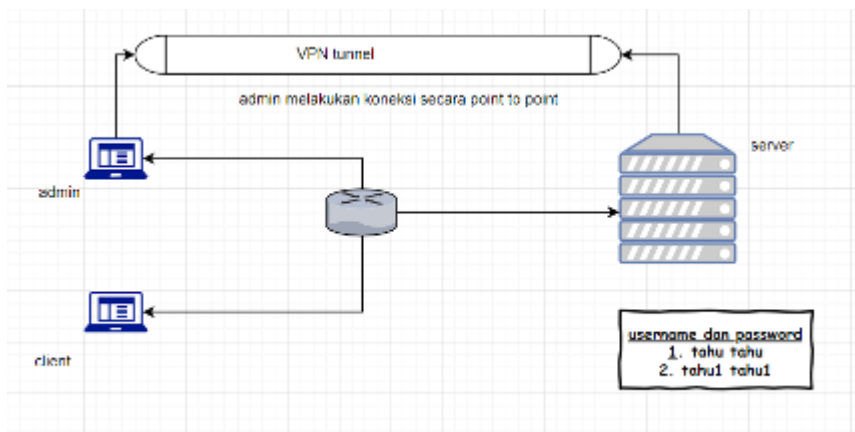 VPN tunnel
admin melakukan koneksi secara point to point
server
admin
client
username dan password
1. tahu tahu
2. tahu1 tahu1